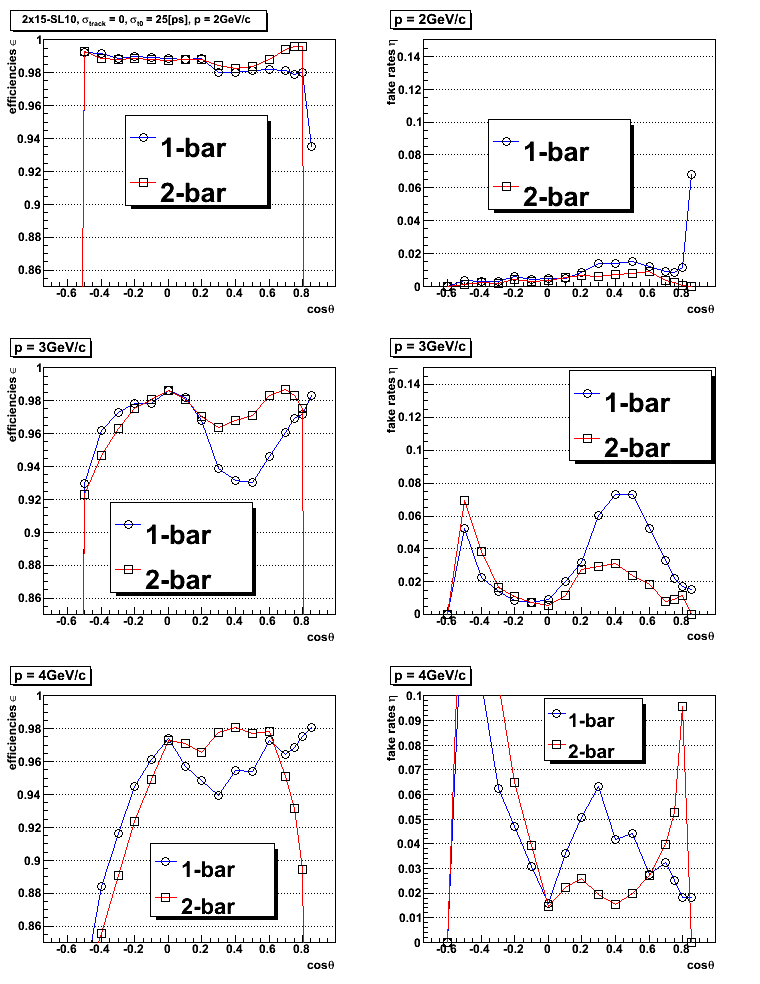 2x15-SL10, σtrack = 0, σt0 = 25[ps], p = 2GeV/c
efficiencies ∈
1
0.98
0.96
0.94
0.92
0.9
0.88
0.86
1-bar
2-bar
-0.6 -0.4 -0.2 0 0.2 0.4 0.6 0.8
cosθ
p = 2GeV/c
fake rates η
0.14
0.12
0.1
0.08
0.06
0.04
0.02
0
1-bar
2-bar
-0.6 -0.4 -0.2 0 0.2 0.4 0.6 0.8
cosθ
p = 3GeV/c
efficiencies ∈
1
0.98
0.96
0.94
0.92
0.9
0.88
0.86
1-bar
2-bar
-0.6 -0.4 -0.2 0 0.2 0.4 0.6 0.8
cosθ
p = 3GeV/c
fake rates η
0.14
0.12
0.1
0.08
0.06
0.04
0.02
0
1-bar
2-bar
-0.6 -0.4 -0.2 0 0.2 0.4 0.6 0.8
cosθ
p = 4GeV/c
efficiencies ∈
1
0.98
0.96
0.94
0.92
0.9
0.88
0.86
1-bar
2-bar
-0.6 -0.4 -0.2 0 0.2 0.4 0.6 0.8
cosθ
p = 4GeV/c
fake rates η
0.1
0.09
0.08
0.07
0.06
0.05
0.04
0.03
0.02
0.01
0
1-bar
2-bar
-0.6 -0.4 -0.2 0 0.2 0.4 0.6 0.8
cosθ